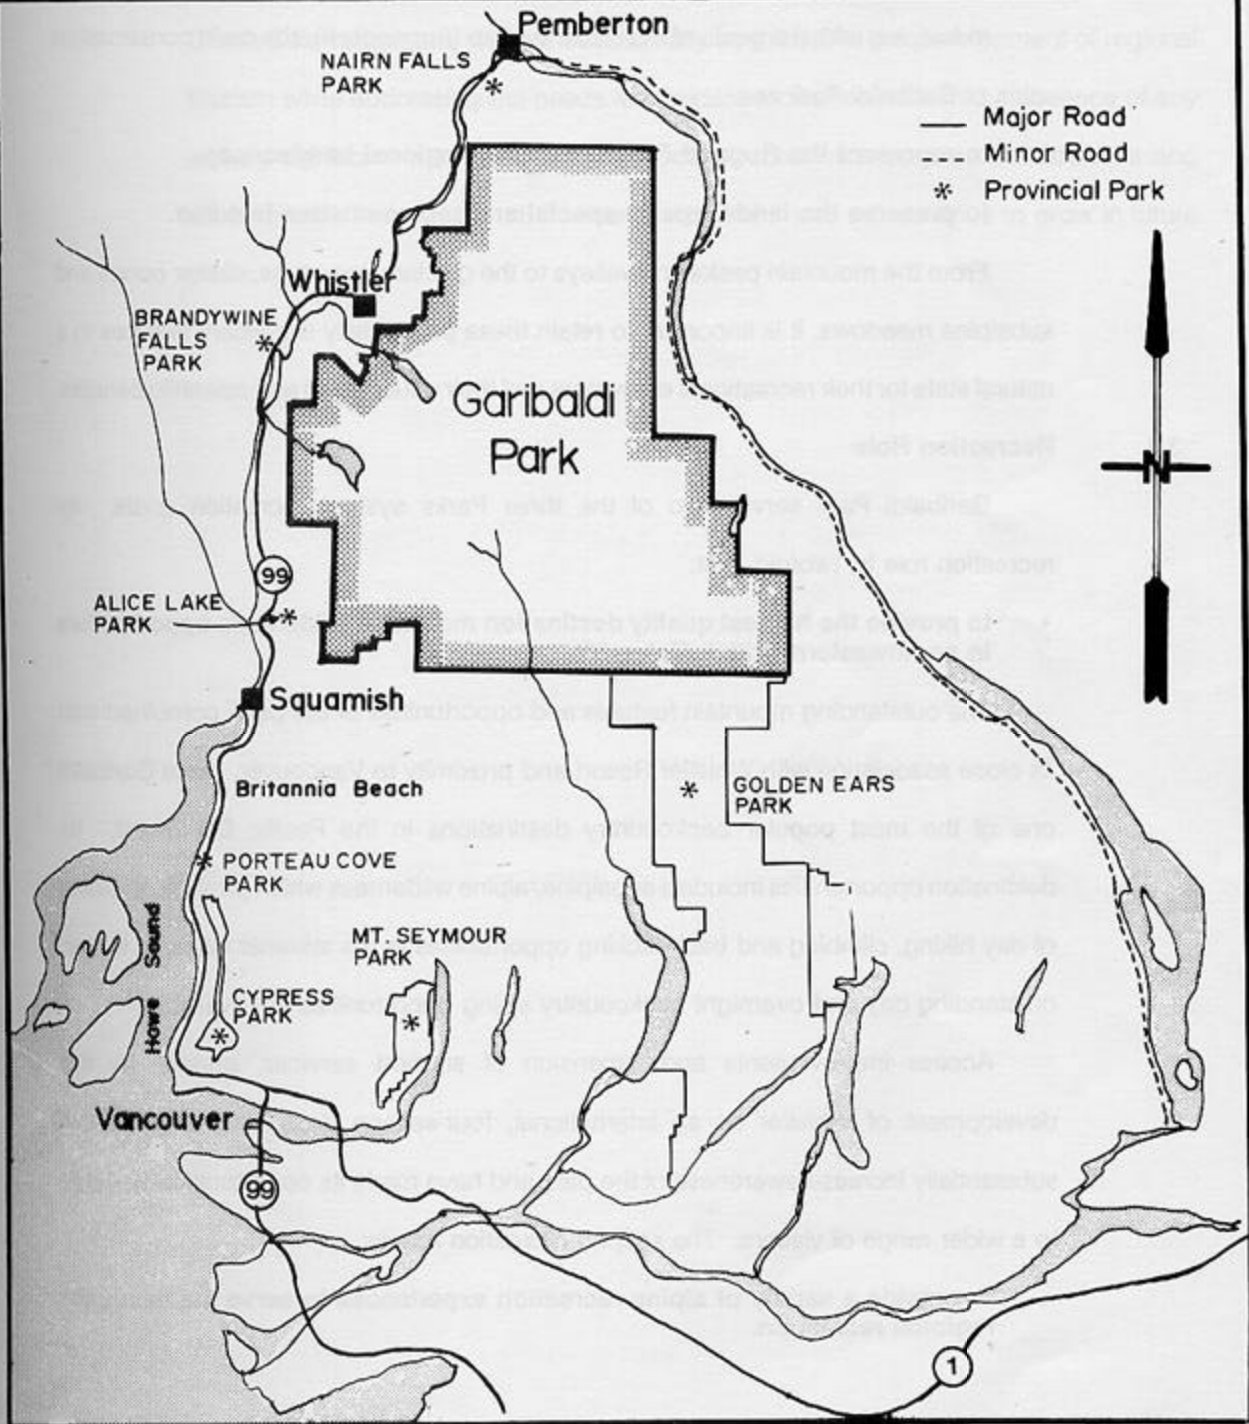 Pemberton
NAIRN FALLS
PARK
Major Road
Minor Road
Provincial Park
Whistler
BRANDYWINE
FALLS
PARK
Garibaldi
Park
N
99
ALICE LAKE
PARK
Squamish
Britannia Beach
GOLDEN EARS
PARK
PORTEAU COVE
PARK
Howe Sound
MT. SEYMOUR
PARK
CYPRESS
PARK
Vancouver
99
1